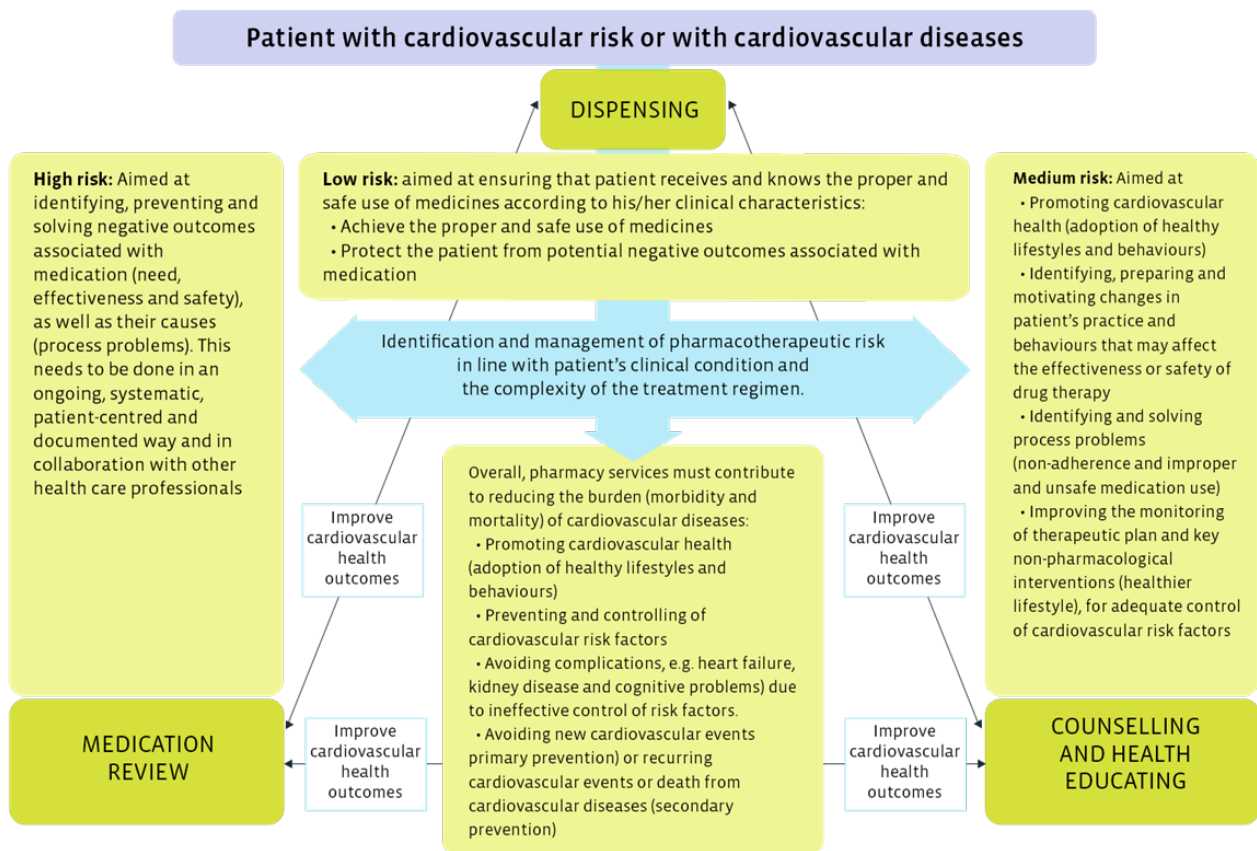 Patient with cardiovascular risk or with cardiovascular diseases
DISPENSING
High risk: Aimed at
identifying, preventing and
solving negative outcomes
associated with
medication (need,
effectiveness and safety),
as well as their causes
(process problems). This
needs to be done in an
ongoing, systematic,
patient-centred and
documented way and in
collaboration with other
health care professionals
Low risk: aimed at ensuring that patient receives and knows the proper and
safe use of medicines according to his/her clinical characteristics:
• Achieve the proper and safe use of medicines
• Protect the patient from potential negative outcomes associated with
medication
Medium risk: Aimed at
• Promoting cardiovascular
health (adoption of healthy
lifestyles and behaviours)
• Identifying, preparing and
motivating changes in
patient's practice and
behaviours that may affect
the effectiveness or safety of
drug therapy
• Identifying and solving
process problems
(non-adherence and improper
and unsafe medication use)
• Improving the monitoring
of therapeutic plan and key
non-pharmacological
interventions (healthier
lifestyle), for adequate control
of cardiovascular risk factors
Identification and management of pharmacotherapeutic risk
in line with patient's clinical condition and
the complexity of the treatment regimen.
Improve
cardiovascular
health
outcomes
Overall, pharmacy services must contribute
to reducing the burden (morbidity and
mortality) of cardiovascular diseases:
• Promoting cardiovascular health
(adoption of healthy lifestyles and
behaviours)
• Preventing and controlling of
cardiovascular risk factors
• Avoiding complications, e.g. heart failure,
kidney disease and cognitive problems) due
to ineffective control of risk factors.
• Avoiding new cardiovascular events
primary prevention) or recurring
cardiovascular events or death from
cardiovascular diseases (secondary
prevention)
Improve
cardiovascular
health
outcomes
MEDICATION
REVIEW
Improve
cardiovascular
health
outcomes
Improve
cardiovascular
health
outcomes
COUNSELLING
AND HEALTH
EDUCATING